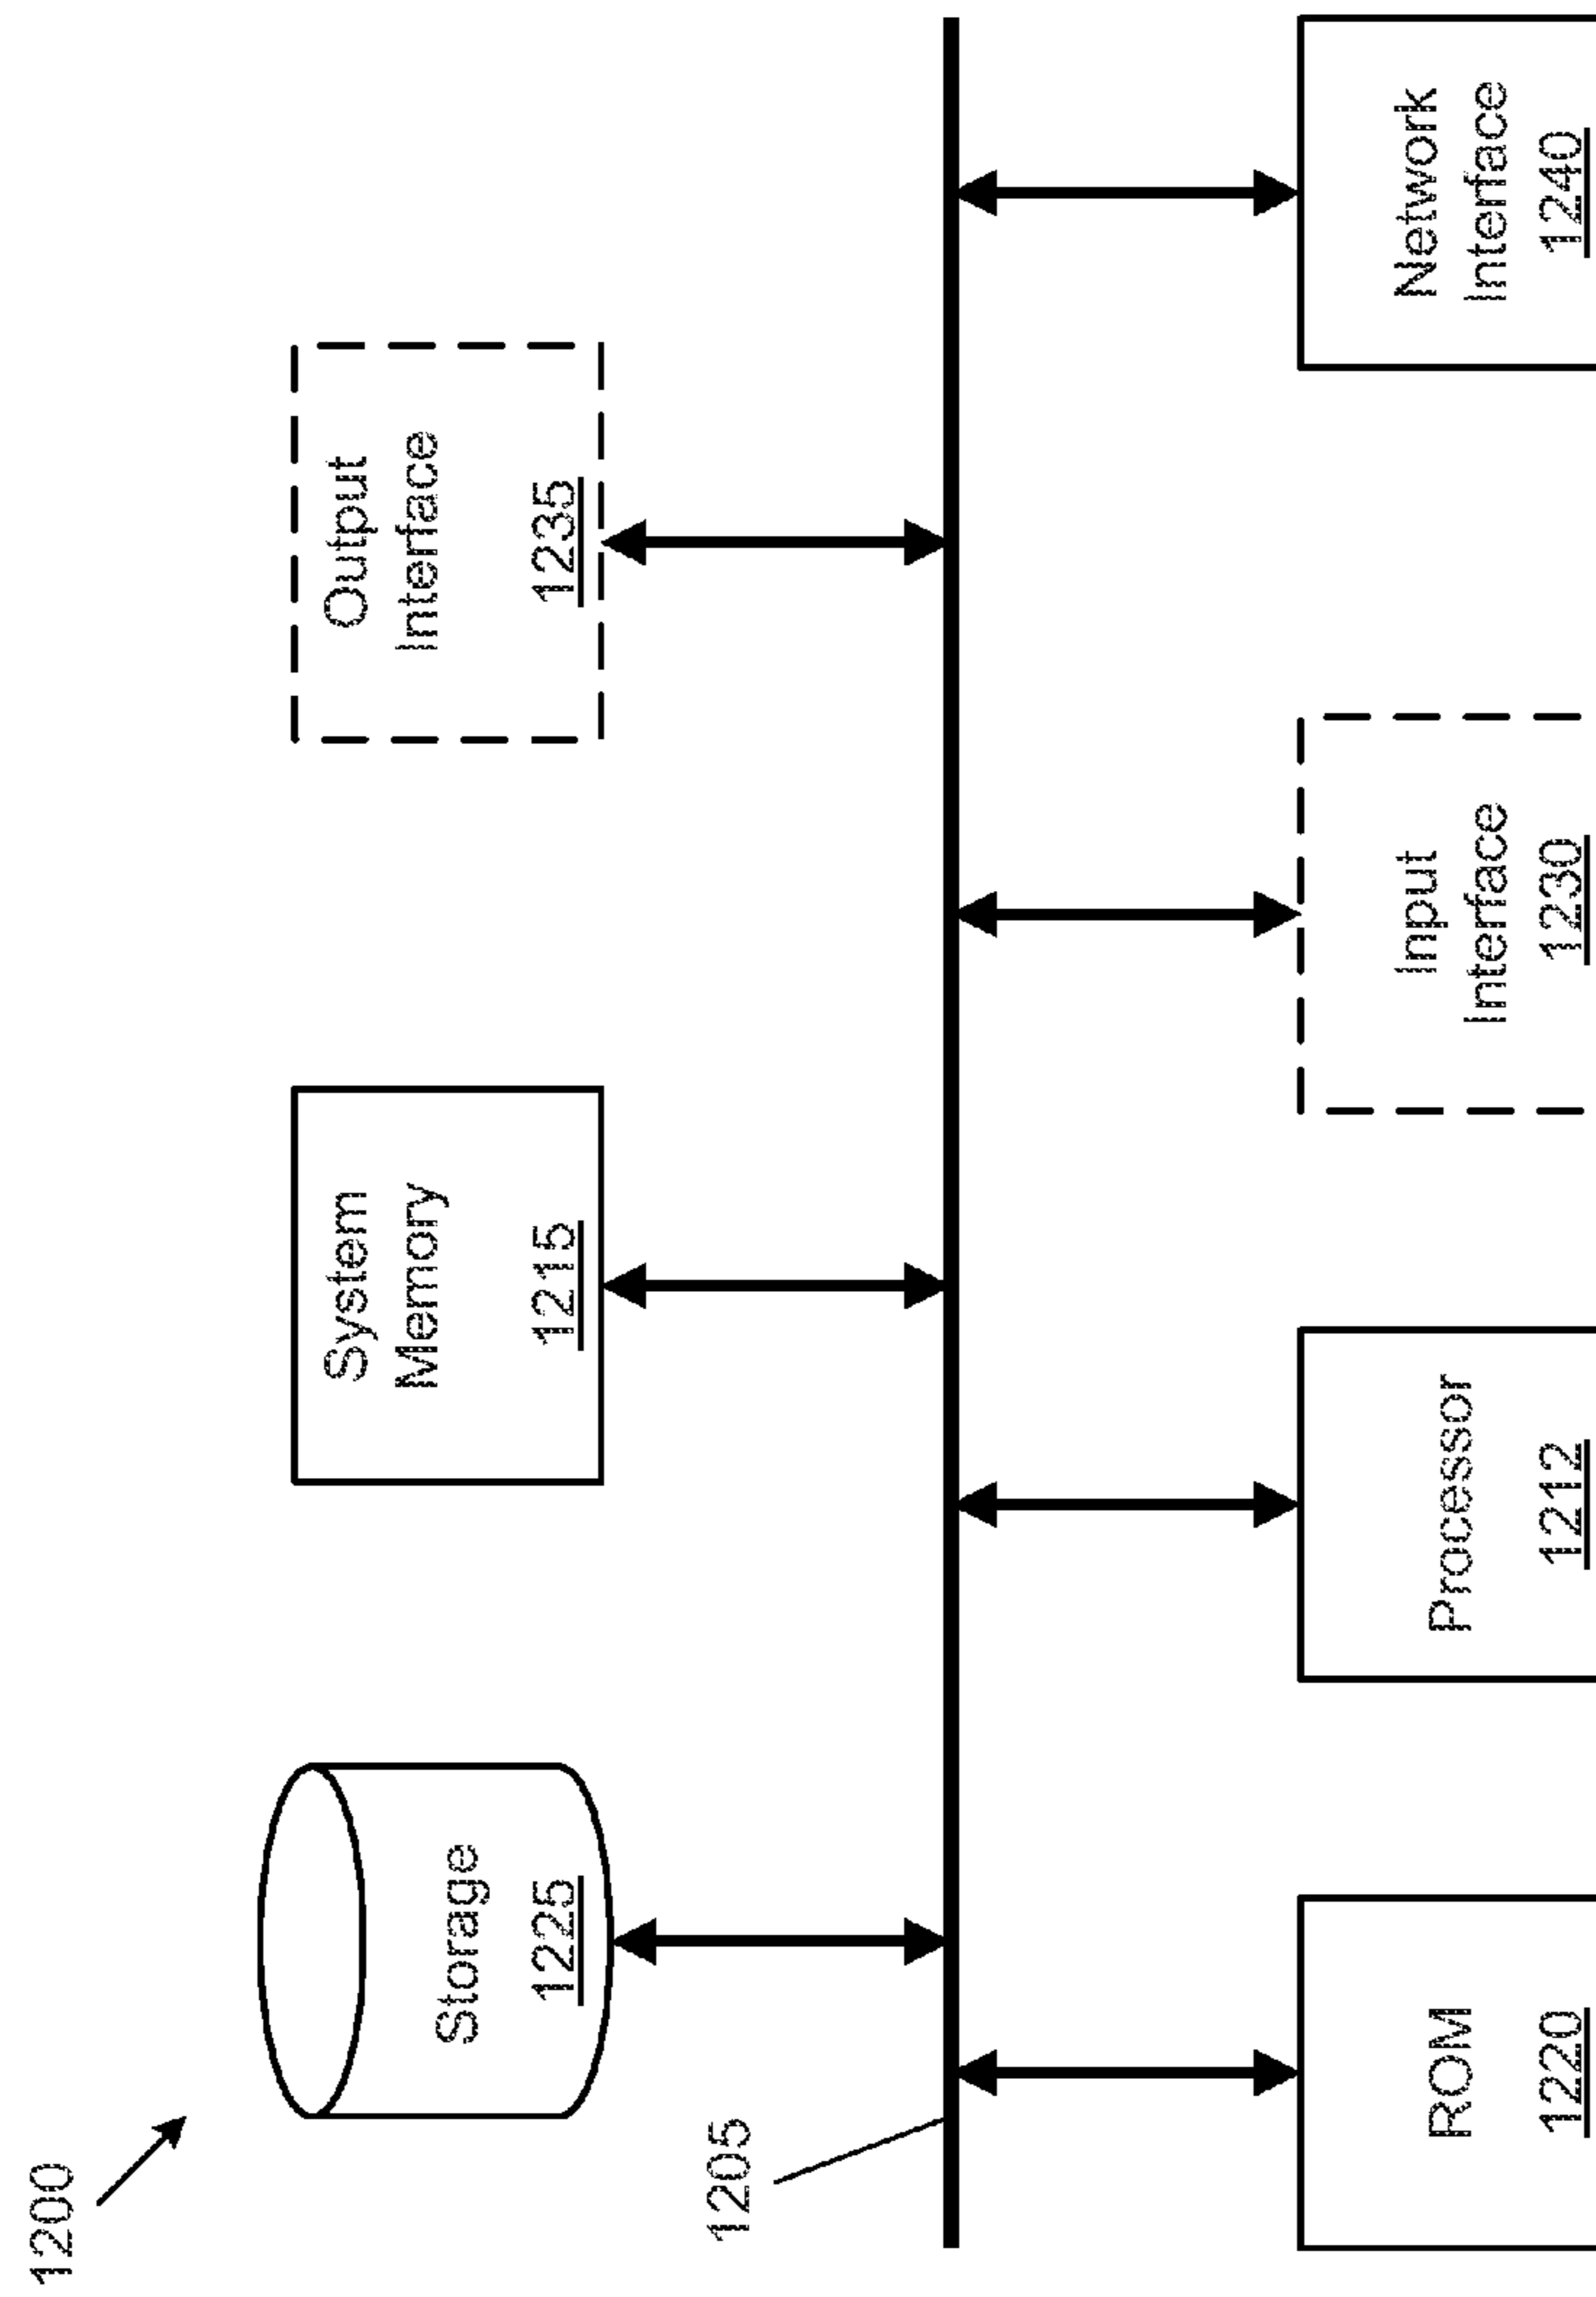 1200
Storage
1225
System
Memory
1215
Output
Interface
1235
1205
ROM
1220
Processor
1212
Input
Interface
1230
Network
Interface
1240